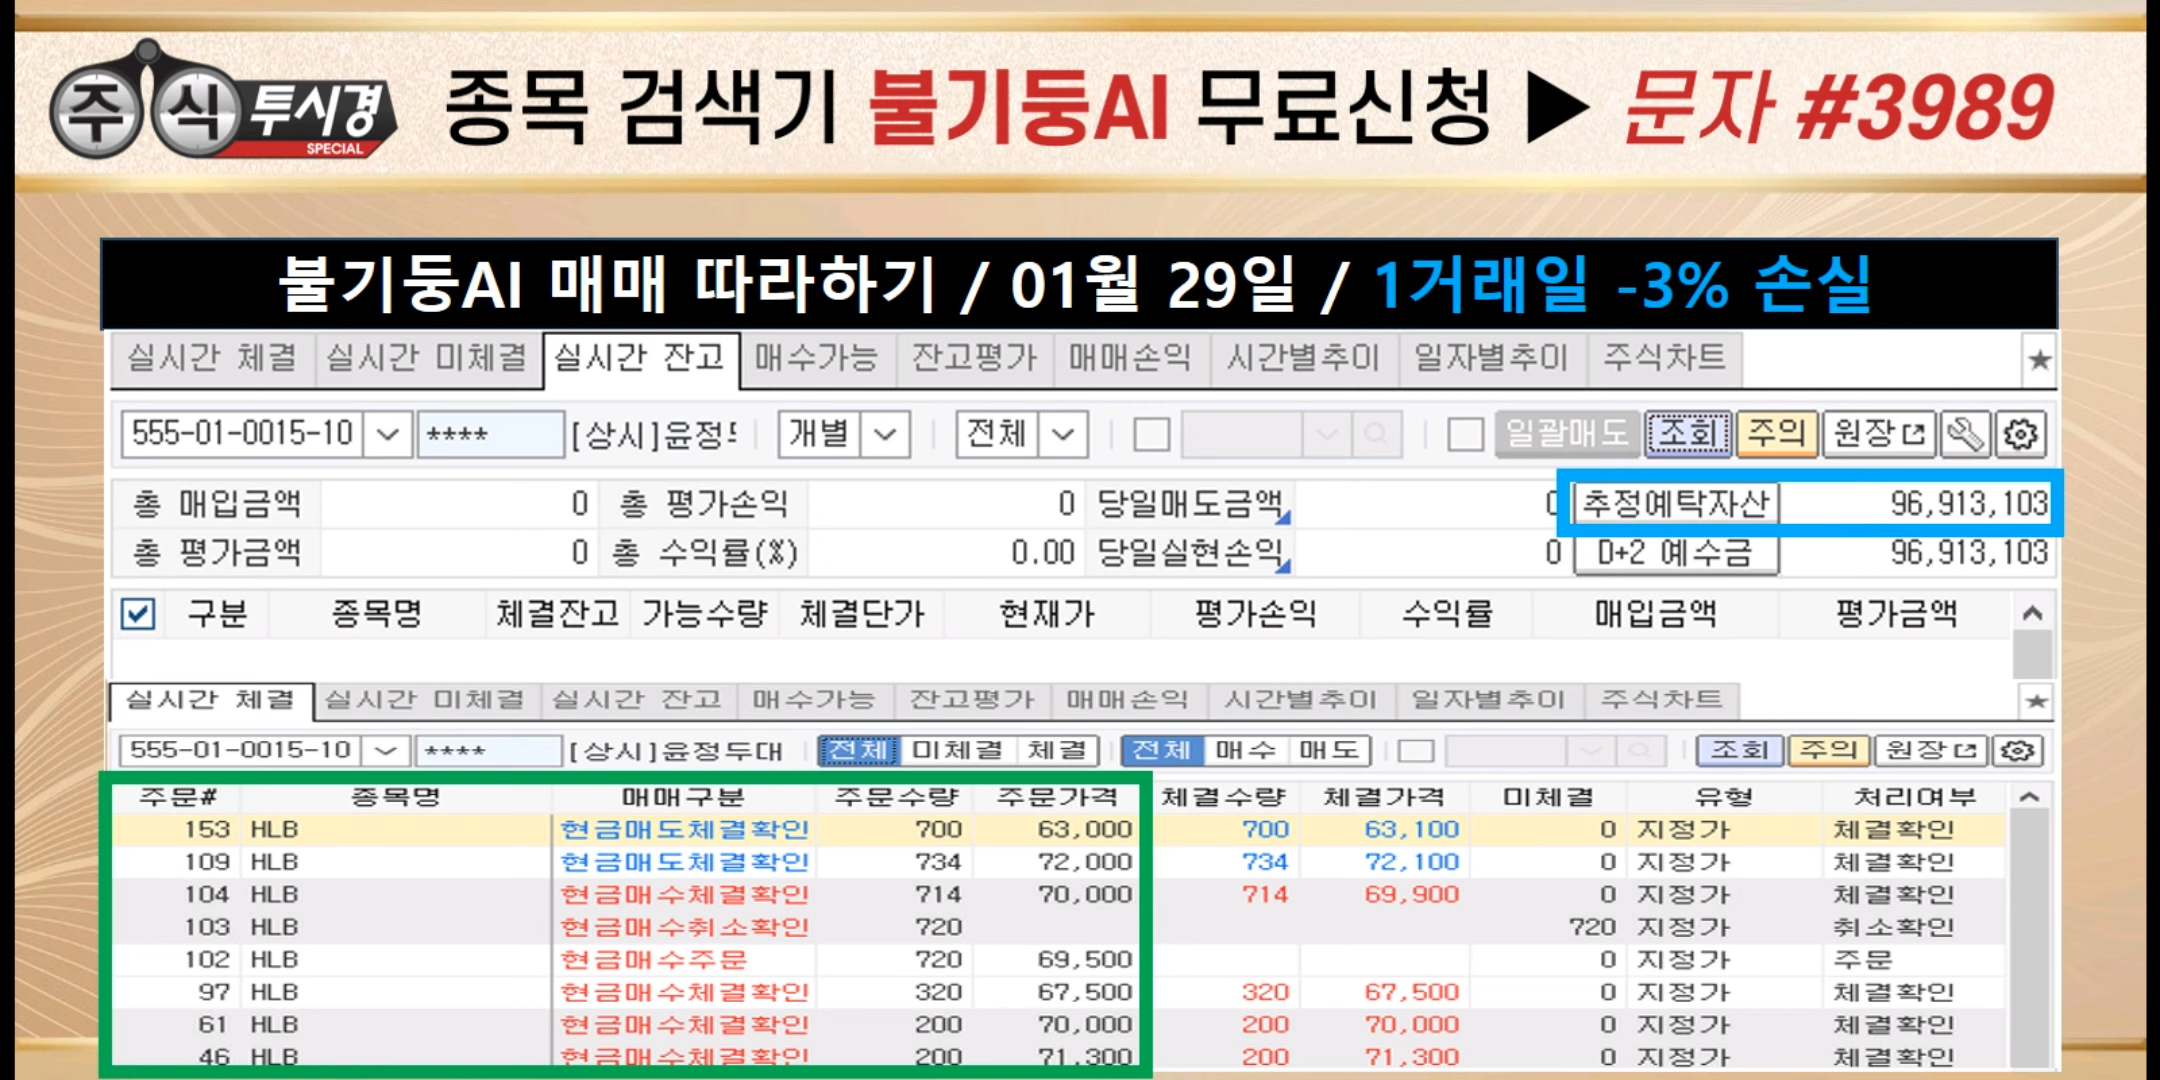 주식투시경 SPECIAL 종목 검색기 불기둥AI 무료신청 ▶ 문자 #3989
불기둥AI 매매 따라하기 / 01월 29일 / 1거래일 -3% 손실
실시간 체결 실시간 미체결 실시간 잔고 매수가능 잔고평가 매매손익 시간별추이 일자별추이 주식차트 ★
555-01-0015-10 **** [상시]윤정 개별 전체 일괄매도 조회 주의 원장
총 매입금액 0 총 평가손익 0 당일매도금액 0 추정예탁자산 96,913,103
총 평가금액 0 총 수익률(%) 0.00 당일실현손익 0 D+2 예수금 96,913,103
구분 종목명 체결잔고 가능수량 체결단가 현재가 평가손익 수익률 매입금액 평가금액
실시간 체결 실시간 미체결 실시간 잔고 매수가능 잔고평가 매매손익 시간별추이 일자별추이 주식차트 ★
555-01-0015-10 **** [상시]윤정두대 전체 미체결 체결 전체 매수 매도 조회 주의 원장
주문# 종목명 매매구분 주문수량 주문가격 체결수량 체결가격 미체결 유형 처리여부
153 HLB 현금매도체결확인 700 63,000 700 63,100 0 지정가 체결확인
109 HLB 현금매도체결확인 734 72,000 734 72,100 0 지정가 체결확인
104 HLB 현금매수체결확인 714 70,000 714 69,900 0 지정가 체결확인
103 HLB 현금매수취소확인 720 720 지정가 취소확인
102 HLB 현금매수주문 720 69,500 0 지정가 주문
97 HLB 현금매수체결확인 320 67,500 320 67,500 0 지정가 체결확인
61 HLB 현금매수체결확인 200 70,000 200 70,000 0 지정가 체결확인
46 HLB 현금매수체결확인 200 71,300 200 71,300 0 지정가 체결확인